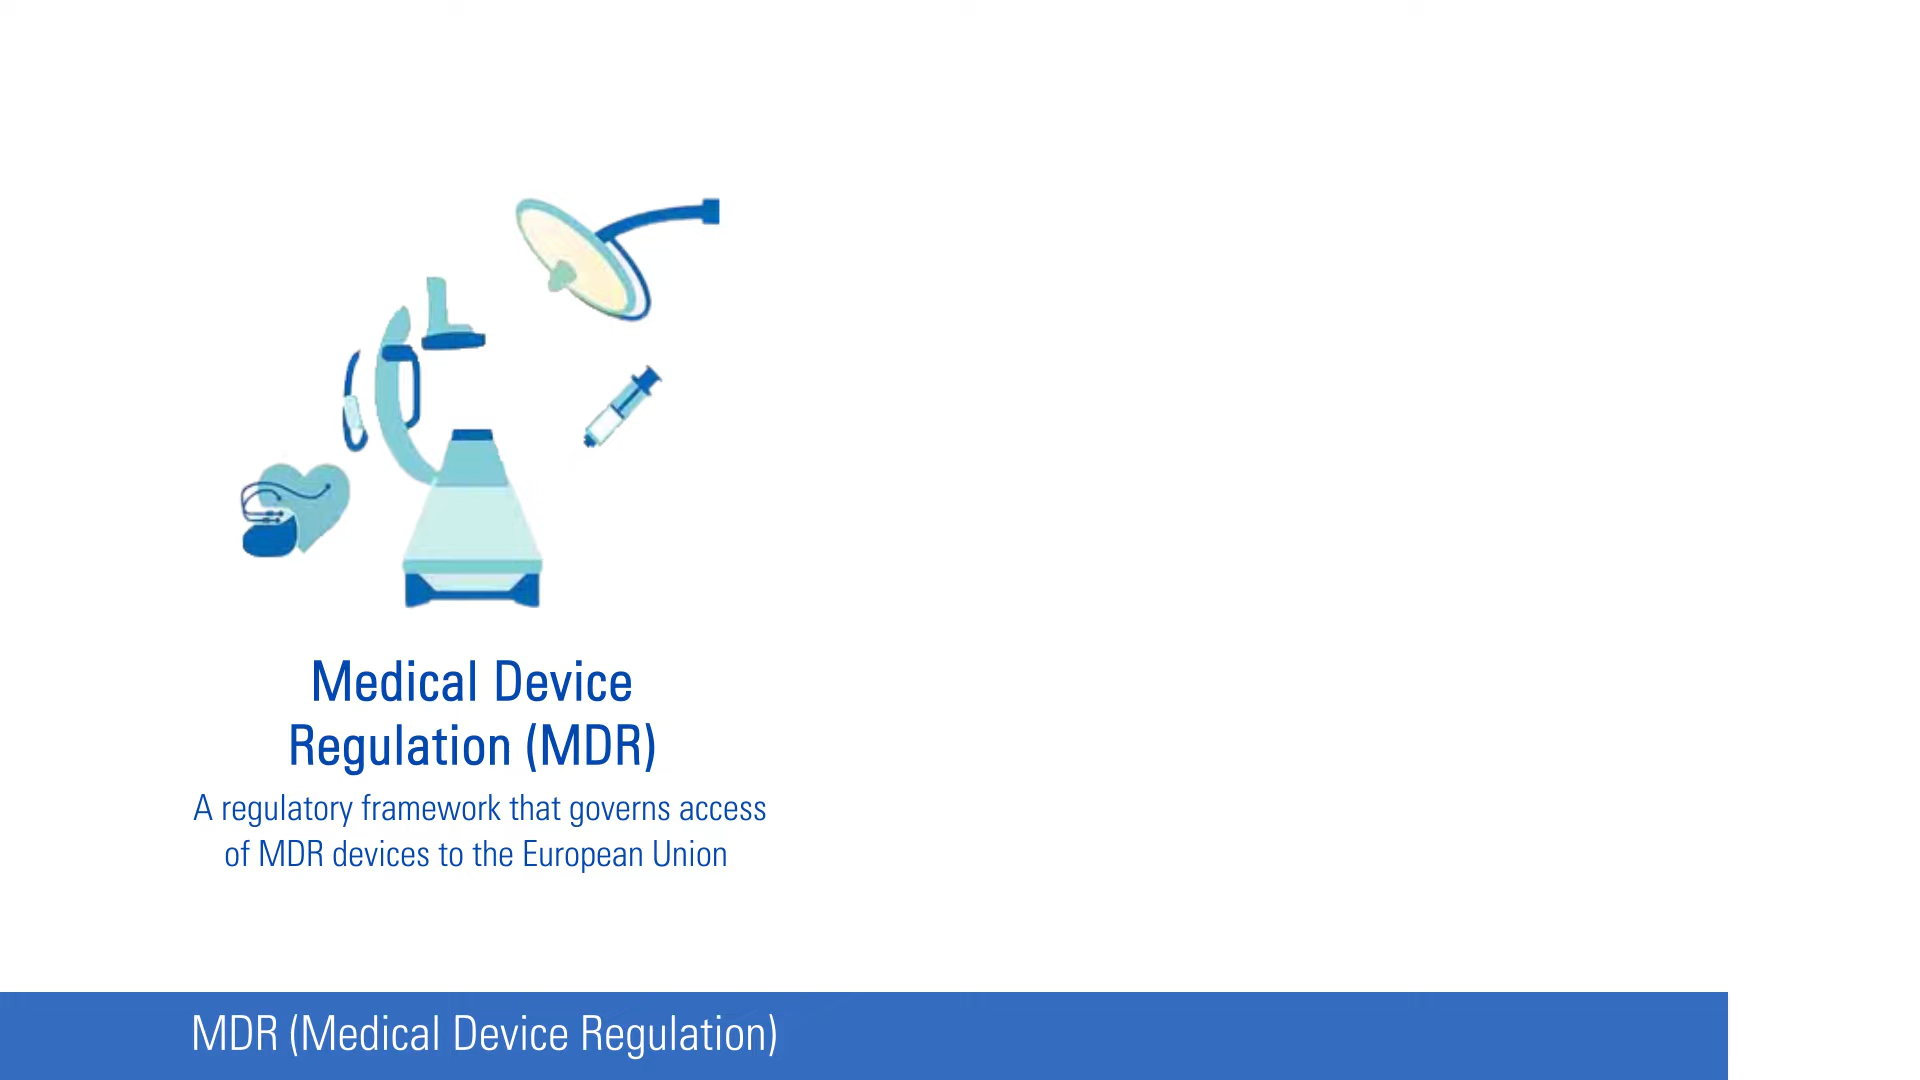 Medical Device
Regulation (MDR)
A regulatory framework that governs access
of MDR devices to the European Union
MDR (Medical Device Regulation)